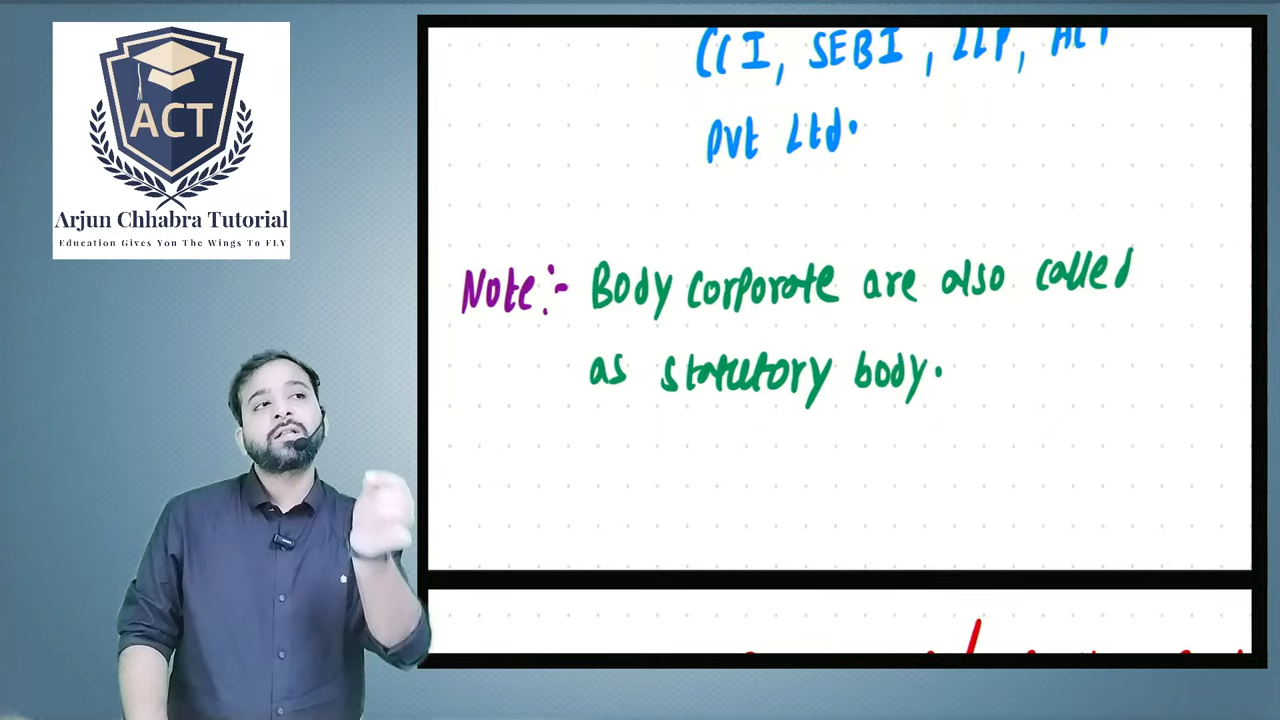 ACT
Arjun Chhabra Tutorial
Education Gives You The Wings To FLY
CCI, SEBI, LLP,
Pvt Ltd.
Note:- Body corporate are also called
as statutory body.